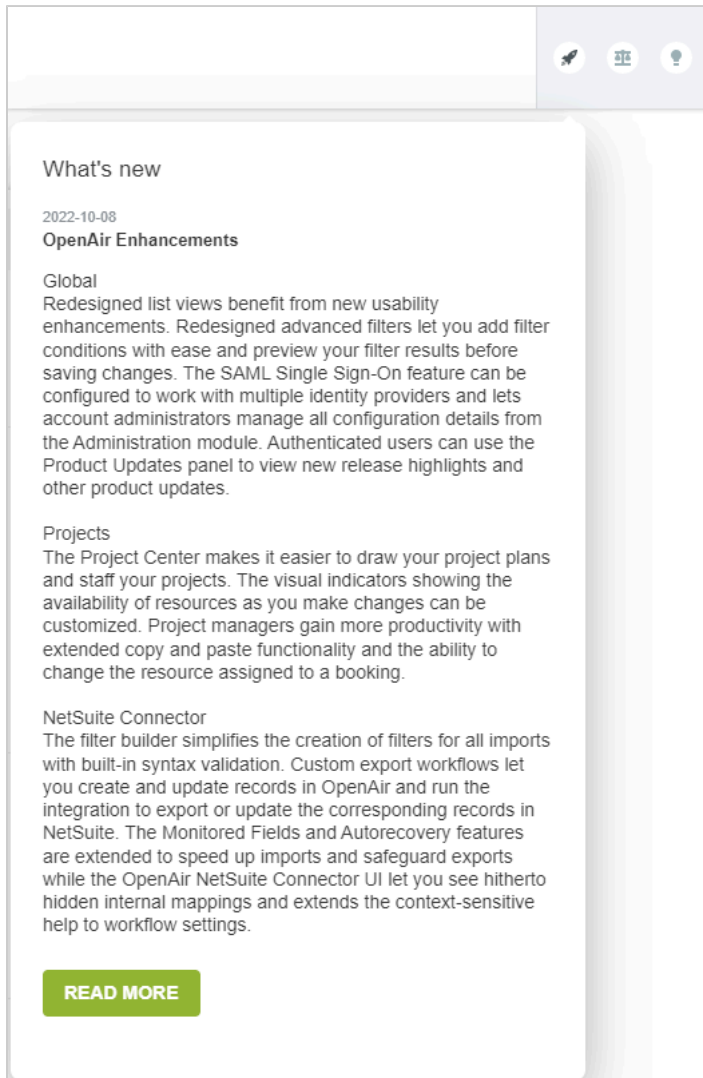 What's new
2022-10-08
OpenAir Enhancements
Global
Redesigned list views benefit from new usability
enhancements. Redesigned advanced filters let you add filter
conditions with ease and preview your filter results before
saving changes. The SAML Single Sign-On feature can be
configured to work with multiple identity providers and lets
account administrators manage all configuration details from
the Administration module. Authenticated users can use the
Product Updates panel to view new release highlights and
other product updates.
Projects
The Project Center makes it easier to draw your project plans
and staff your projects. The visual indicators showing the
availability of resources as you make changes can be
customized. Project managers gain more productivity with
extended copy and paste functionality and the ability to
change the resource assigned to a booking.
NetSuite Connector
The filter builder simplifies the creation of filters for all imports
with built-in syntax validation. Custom export workflows let
you create and update records in OpenAir and run the
integration to export or update the corresponding records in
NetSuite. The Monitored Fields and Autorecovery features
are extended to speed up imports and safeguard exports
while the OpenAir NetSuite Connector UI let you see hitherto
hidden internal mappings and extends the context-sensitive
help to workflow settings.
READ MORE